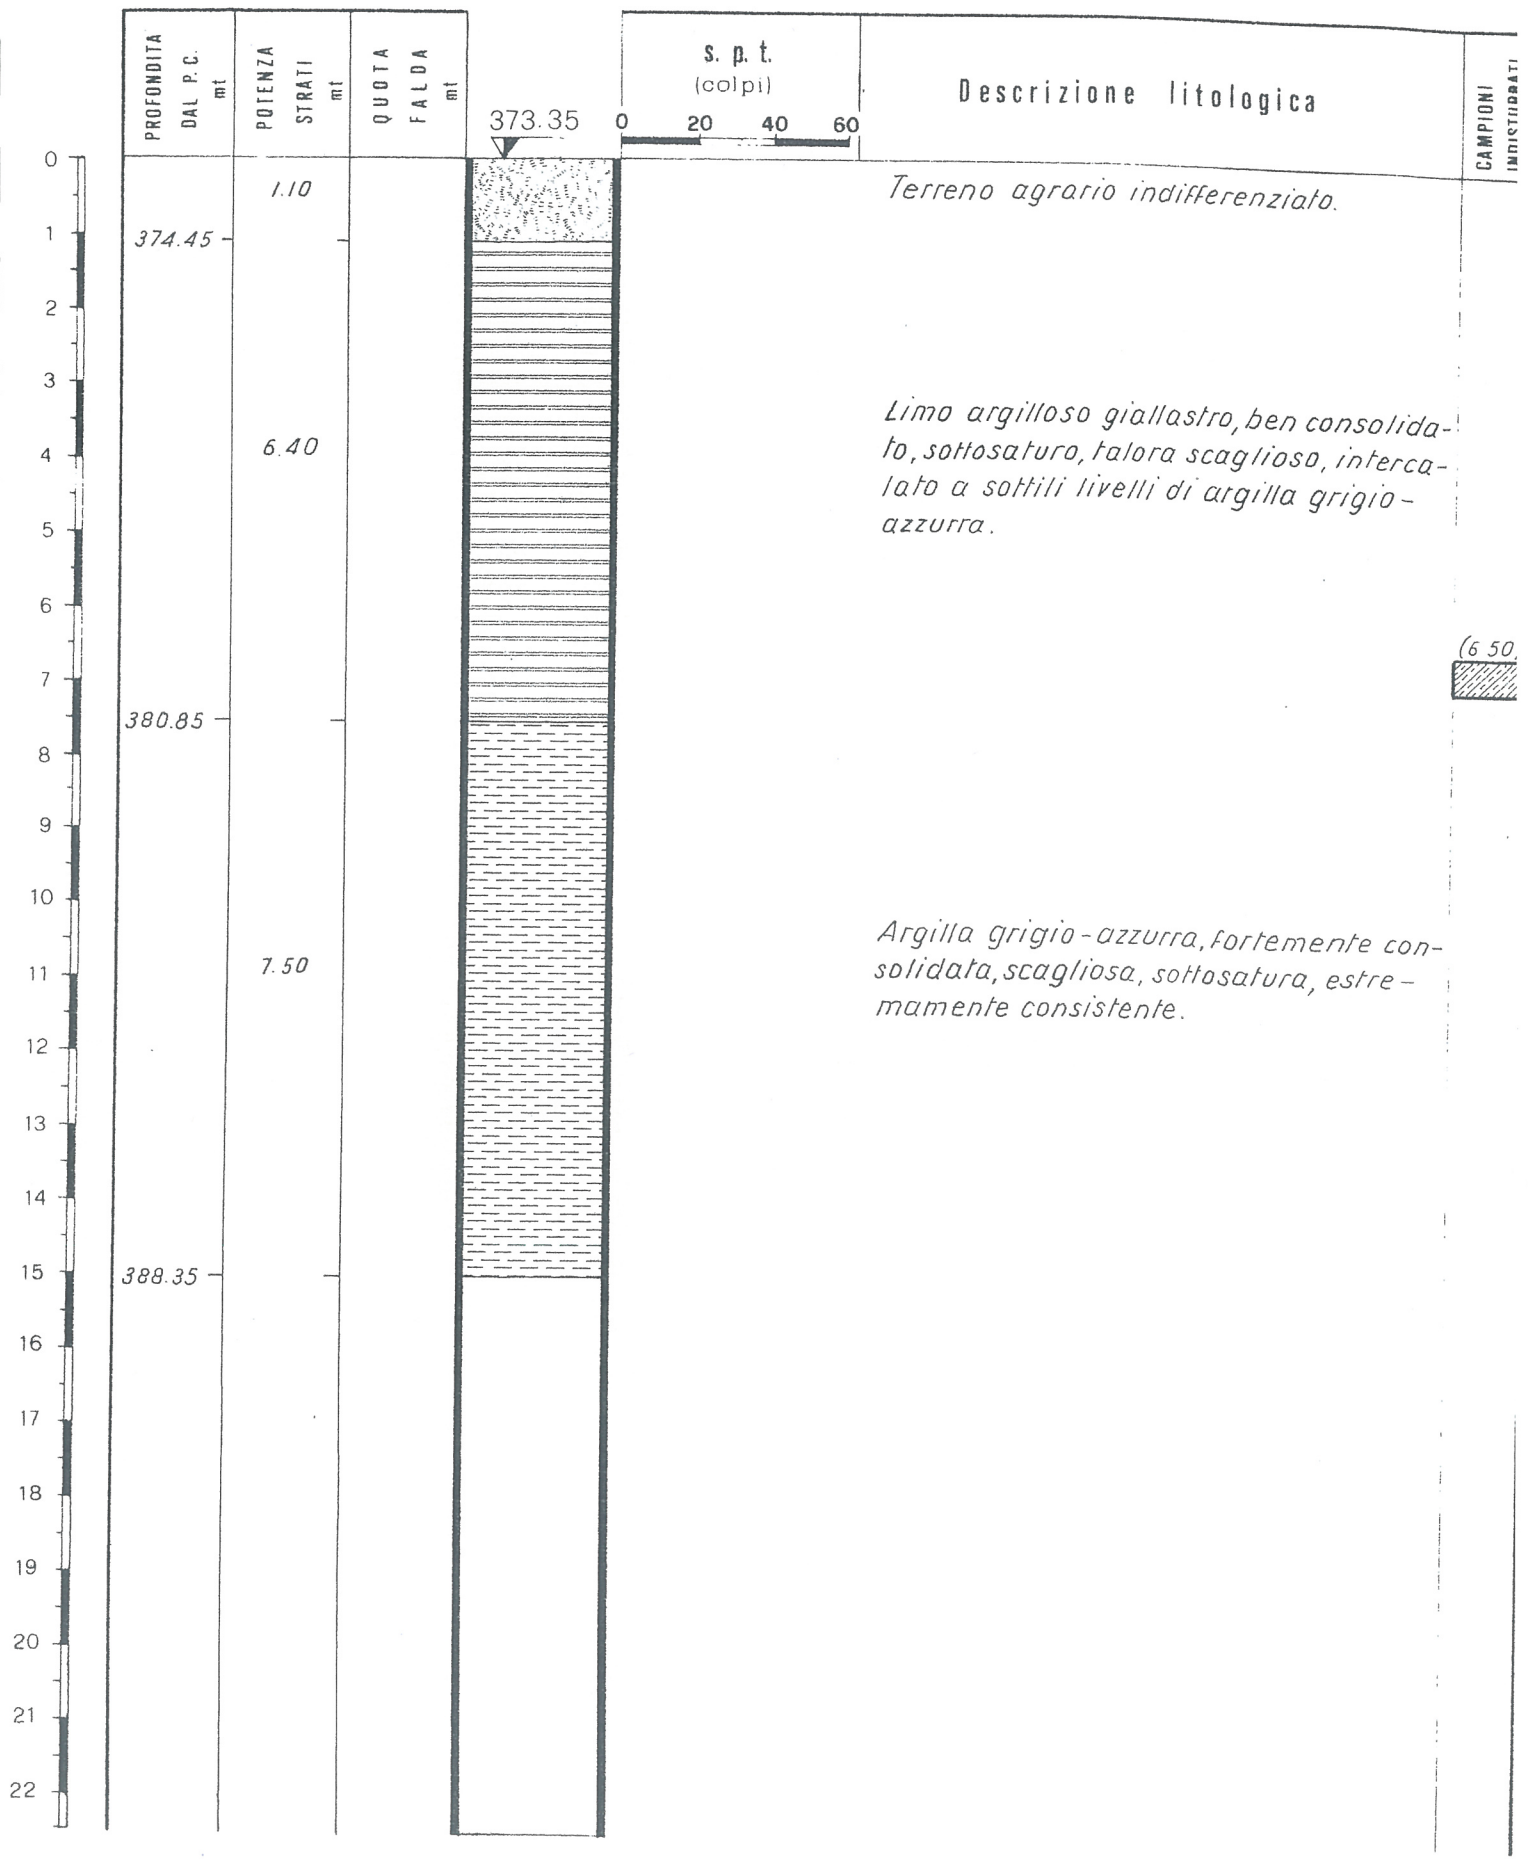 PROFONDITA
DAL P. C.
mt
POTENZA
STRATI
mt
QUOTA
FALDA
mt
373.35
s. p. t.
(colpi)
0 20 40 60
Descrizione litologica
CAMPIONI
0
1
2
3
4
5
6
7
8
9
10
11
12
13
14
15
16
17
18
19
20
21
22
1.10
374.45
6.40
380.85
7.50
388.35
Terreno agrario indifferenziato.
Limo argilloso giallastro, ben consolida-
to, sottosaturo, talora scaglioso, interca-
lato a sottili livelli di argilla grigio-
azzurra.
(6 50)
Argilla grigio-azzurra, fortemente con-
solidata, scagliosa, sottosatura, estre-
mamente consistente.